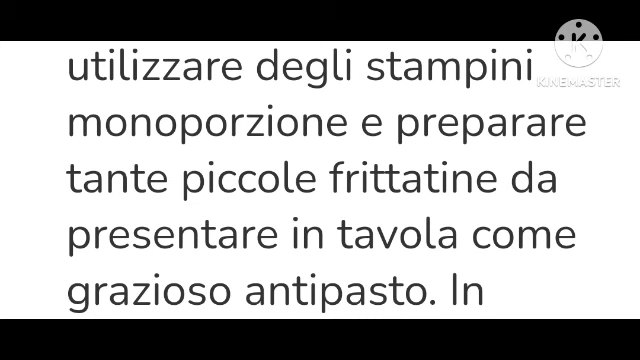 utilizzare degli stampini
KINEMASTER
monoporzione e preparare
tante piccole frittatine da
presentare in tavola come
grazioso antipasto. In